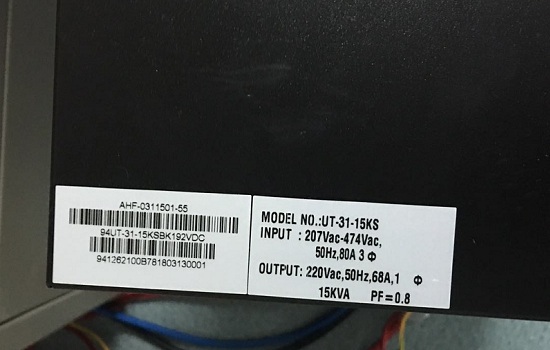 AHF-0311501-55
94UT-31-15KSBK192VDC
941262100B781803130001
MODEL NO.:UT-31-15KS
INPUT : 207Vac-474Vac,
50Hz,80A 3 Φ
OUTPUT: 220Vac,50Hz,68A,1 Φ
15KVA PF=0.8